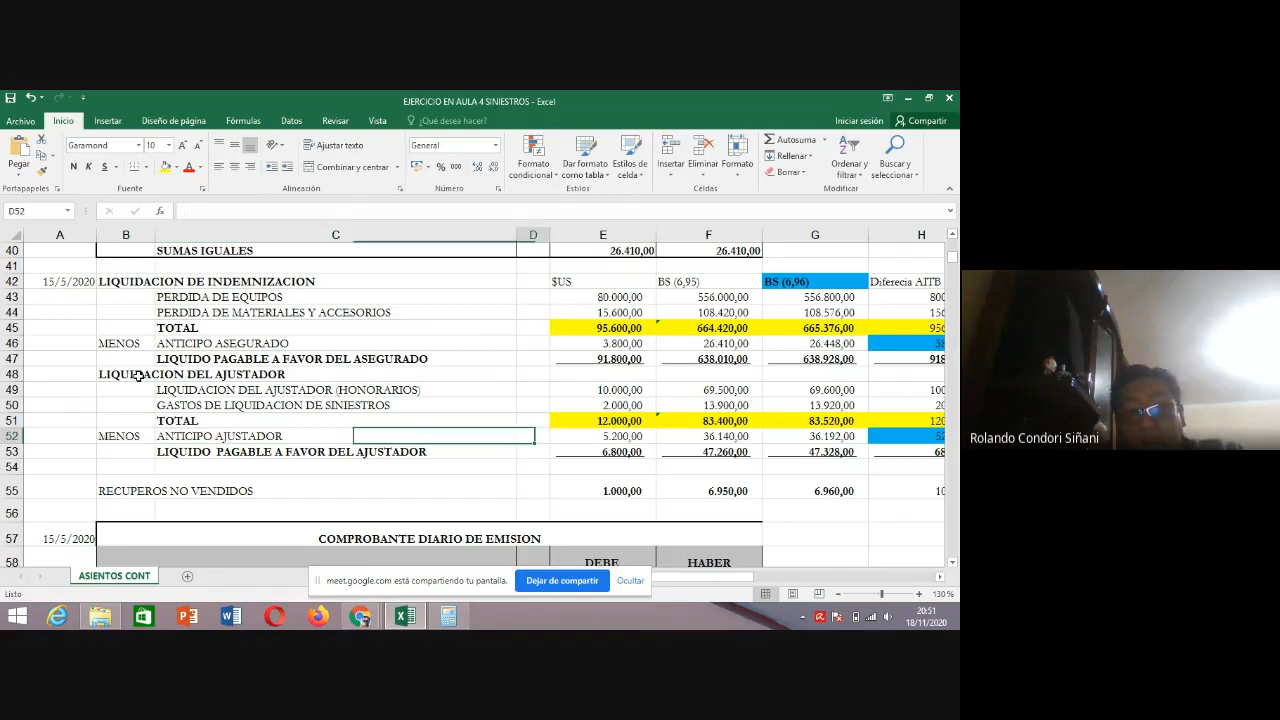 EJERCICIO EN AULA 4 SINIESTROS - Excel
Archivo Inicio Insertar Diseño de página Fórmulas Datos Revisar Vista ¿Qué desea hacer? Iniciar sesión Compartir
Pegar Garamond 10 Ajustar texto General Formato condicional Dar formato como tabla Estilos de celda Insertar Eliminar Formato Autosuma Ordenar y filtrar Buscar y seleccionar
N K S Combinar y centrar % 000 Rellenar
Borrar
Portapapeles Fuente Alineación Número Estilos Celdas Modificar
D52 fx
A B C D E F G H
40 SUMAS IGUALES 26.410,00 26.410,00
41
42 15/5/2020 LIQUIDACION DE INDEMNIZACION $US BS (6,95) BS (6,96) Diferecia AITB
43 PERDIDA DE EQUIPOS 80.000,00 556.000,00 556.800,00 800
44 PERDIDA DE MATERIALES Y ACCESORIOS 15.600,00 108.420,00 108.576,00 156
45 TOTAL 95.600,00 664.420,00 665.376,00 956
46 MENOS ANTICIPO ASEGURADO 3.800,00 26.410,00 26.448,00 38
47 LIQUIDO PAGABLE A FAVOR DEL ASEGURADO 91.800,00 638.010,00 638.928,00 918
48 LIQUIDACION DEL AJUSTADOR
49 LIQUIDACION DEL AJUSTADOR (HONORARIOS) 10.000,00 69.500,00 69.600,00 100
50 GASTOS DE LIQUIDACION DE SINIESTROS 2.000,00 13.900,00 13.920,00 20
51 TOTAL 12.000,00 83.400,00 83.520,00 120
52 MENOS ANTICIPO AJUSTADOR 5.200,00 36.140,00 36.192,00 52
53 LIQUIDO PAGABLE A FAVOR DEL AJUSTADOR 6.800,00 47.260,00 47.328,00 68
54
55 RECUPEROS NO VENDIDOS 1.000,00 6.950,00 6.960,00 10
56
57 15/5/2020 COMPROBANTE DIARIO DE EMISION
58 DEBE HABER
ASIENTOS CONT
meet.google.com está compartiendo tu pantalla. Dejar de compartir Ocultar
Listo 130 %
20:51
18/11/2020
Rolando Condori Siñani